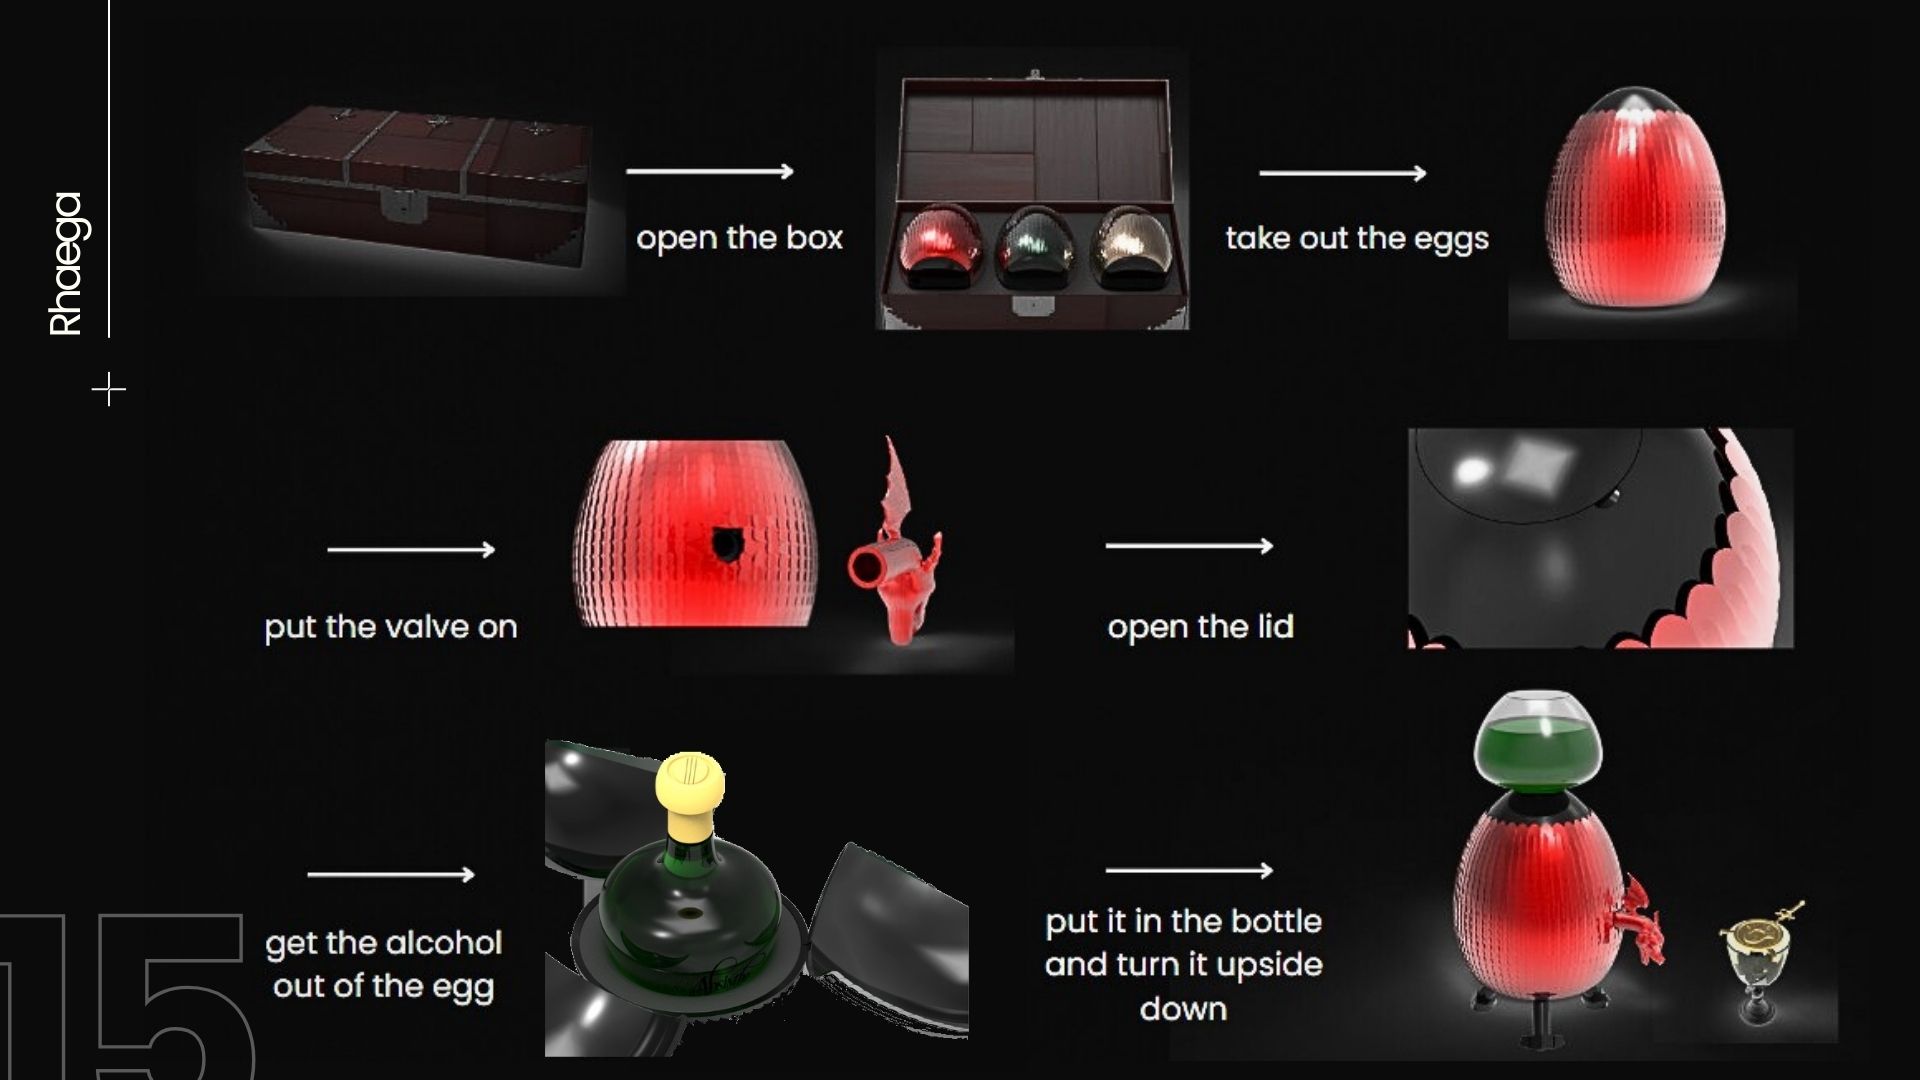 Rhaega
open the box
take out the eggs
put the valve on
open the lid
get the alcohol
out of the egg
put it in the bottle
and turn it upside
down
15